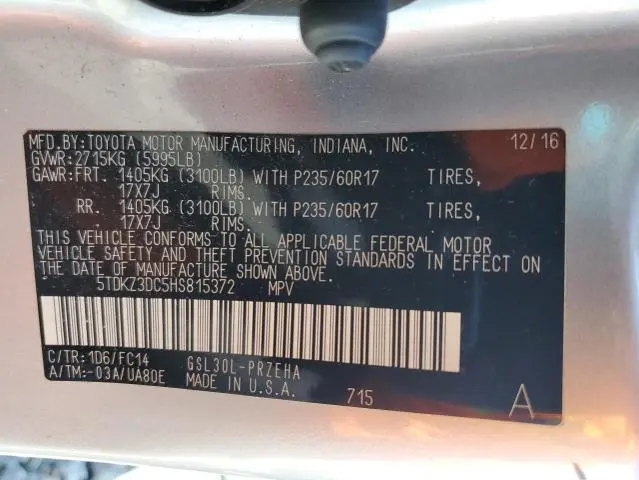 MFD.BY:TOYOTA MOTOR MANUFACTURING, INDIANA, INC. 12/16
GVWR:2715KG (5995LB)
GAWR:FRT. 1405KG (3100LB) WITH P235/60R17 TIRES,
17X7J RIMS.
RR. 1405KG (3100LB) WITH P235/60R17 TIRES,
17X7J RIMS.
THIS VEHICLE CONFORMS TO ALL APPLICABLE FEDERAL MOTOR
VEHICLE SAFETY AND THEFT PREVENTION STANDARDS IN EFFECT ON
THE DATE OF MANUFACTURE SHOWN ABOVE.
5TDKZ3DC5HS815372 MPV
C/TR:1D6/FC14 GSL30L-PRZEHA
A/TM:-03A/UA80E MADE IN U.S.A. 715 A